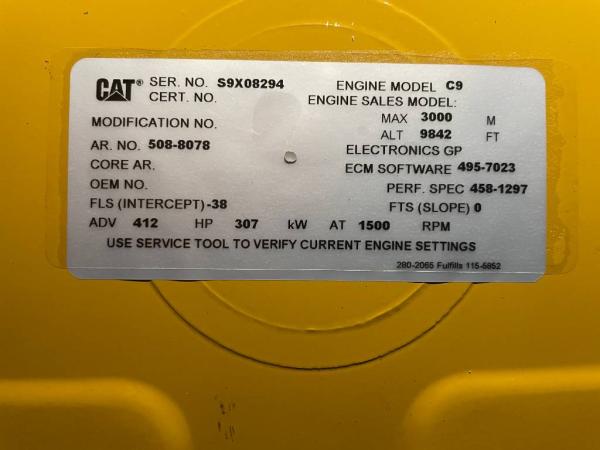 CAT® SER. NO. S9X08294 ENGINE MODEL C9
CERT. NO. ENGINE SALES MODEL:
MODIFICATION NO. MAX 3000 M
ALT 9842 FT
AR. NO. 508-8078 ELECTRONICS GP
CORE AR. ECM SOFTWARE 495-7023
OEM NO. PERF. SPEC 458-1297
FLS (INTERCEPT) -38 FTS (SLOPE) 0
ADV 412 HP 307 kW AT 1500 RPM
USE SERVICE TOOL TO VERIFY CURRENT ENGINE SETTINGS
280-2065 Fulfills 115-5852